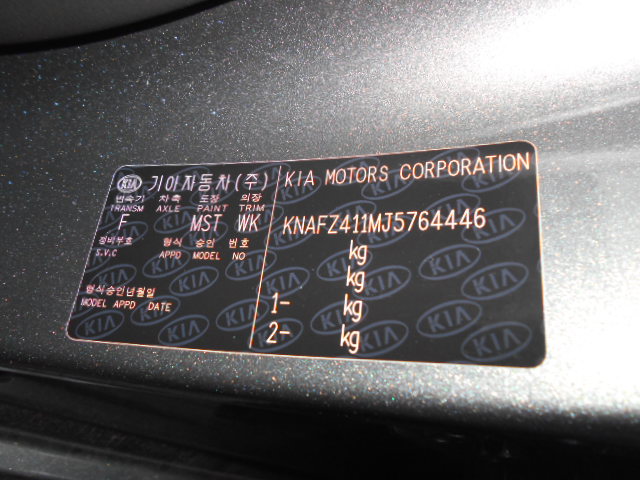 KIA 기아자동차(주)
변속기 차축 도장 의장
TRANSM AXLE PAINT TRIM
F MST WK
정비부호 형식 승인 번호
S.V.C APPD MODEL NO
형식승인년월일
MODEL APPD DATE
KIA MOTORS CORPORATION
KNAFZ411MJ5764446
kg
kg
1- kg
2- kg